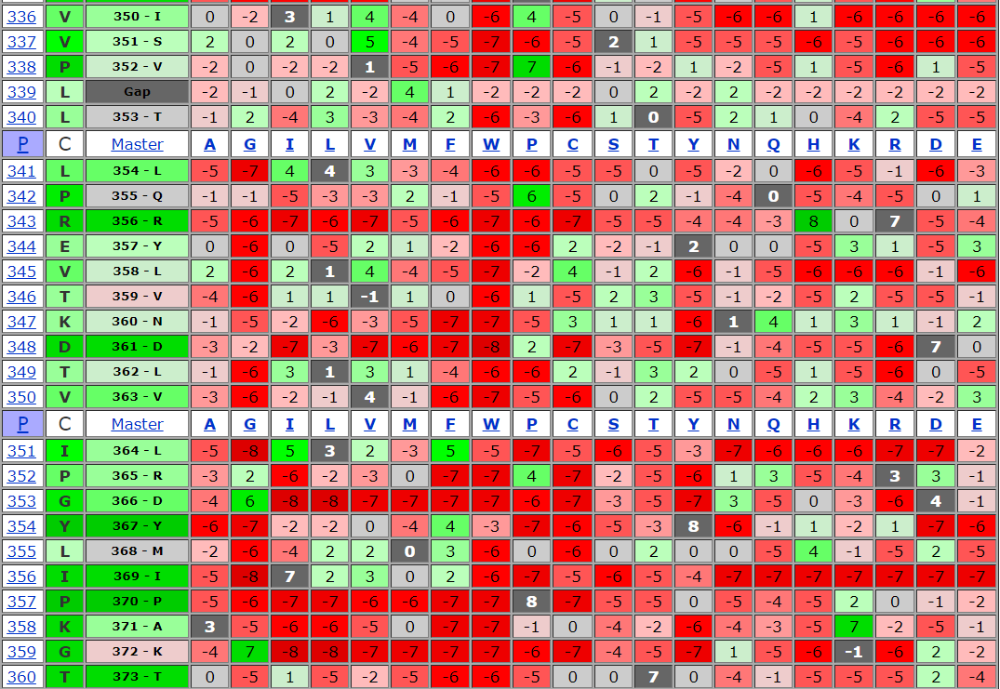 336 V 350 - I 0 -2 3 1 4 -4 0 -6 4 -5 0 -1 -5 -6 -6 1 -6 -6 -6 -6
337 V 351 - S 2 0 2 0 5 -4 -5 -7 -6 -5 2 1 -5 -5 -5 -6 -5 -6 -6 -6
338 P 352 - V -2 0 -2 -2 1 -5 -6 -7 7 -6 -1 -2 1 -2 -5 1 -5 -6 1 -5
339 L Gap -2 -1 0 2 -2 4 1 -2 -2 -2 0 2 -2 2 -2 -2 -2 -2 -2 -2
340 L 353 - T -1 2 -4 3 -3 -4 2 -6 -3 -6 1 0 -5 2 1 0 -4 2 -5 -5
P C Master A G I L V M F W P C S T Y N Q H K R D E
341 L 354 - L -5 -7 4 4 3 -3 -4 -6 -6 -5 -5 0 -5 -2 0 -6 -5 -1 -6 -3
342 P 355 - Q -1 -1 -5 -3 -3 2 -1 -5 6 -5 0 2 -1 -4 0 -5 -4 -5 0 1
343 R 356 - R -5 -6 -7 -6 -7 -5 -6 -7 -6 -7 -5 -5 -4 -4 -3 8 0 7 -5 -4
344 E 357 - Y 0 -6 0 -5 2 1 -2 -6 -6 2 -2 -1 2 0 0 -5 3 1 -5 3
345 V 358 - L 2 -6 2 1 4 -4 -5 -7 -2 4 -1 2 -6 -1 -5 -6 -6 -6 -1 -6
346 T 359 - V -4 -6 1 1 -1 1 0 -6 1 -5 2 3 -5 -1 -2 -5 2 -5 -5 -1
347 K 360 - N -1 -5 -2 -6 -3 -5 -7 -7 -5 3 1 1 -6 1 4 1 3 1 -1 2
348 D 361 - D -3 -2 -7 -3 -7 -6 -7 -8 2 -7 -3 -5 -7 -1 -4 -5 -5 -6 7 0
349 T 362 - L -1 -6 3 1 3 1 -4 -6 -6 2 -1 3 2 0 -5 1 -5 -6 0 -5
350 V 363 - V -3 -6 -2 -1 4 -1 -6 -7 -5 -6 0 2 -5 -5 -4 2 3 -4 -2 3
P C Master A G I L V M F W P C S T Y N Q H K R D E
351 I 364 - L -5 -8 5 3 2 -3 5 -5 -7 -5 -6 -5 -3 -7 -6 -6 -6 -7 -7 -2
352 P 365 - R -3 2 -6 -2 -3 0 -7 -7 4 -7 -2 -5 -6 1 3 -5 -4 3 3 -1
353 G 366 - D -4 6 -8 -8 -7 -7 -7 -7 -6 -7 -3 -5 -7 3 -5 0 -3 -6 4 -1
354 Y 367 - Y -6 -7 -2 -2 0 -4 4 -3 -7 -6 -5 -3 8 -6 -1 1 -2 1 -7 -6
355 L 368 - M -2 -6 -4 2 2 0 3 -6 0 -6 0 2 0 0 -5 4 -1 -5 2 -5
356 I 369 - I -5 -8 7 2 3 0 2 -6 -7 -5 -6 -5 -4 -7 -7 -7 -7 -7 -7 -7
357 P 370 - P -5 -6 -7 -7 -6 -6 -7 -7 8 -7 -5 -5 0 -5 -4 -5 2 0 -1 -2
358 K 371 - A 3 -5 -6 -6 -5 0 -7 -7 -1 0 -4 -2 -6 -4 -3 -5 7 -2 -5 -1
359 G 372 - K -4 7 -8 -8 -7 -7 -7 -7 -6 -7 -4 -5 -7 1 -5 -6 -1 -6 2 -2
360 T 373 - T 0 -5 1 -5 -2 -5 -6 -6 -5 0 0 7 0 -4 -1 -5 -5 -5 2 -4